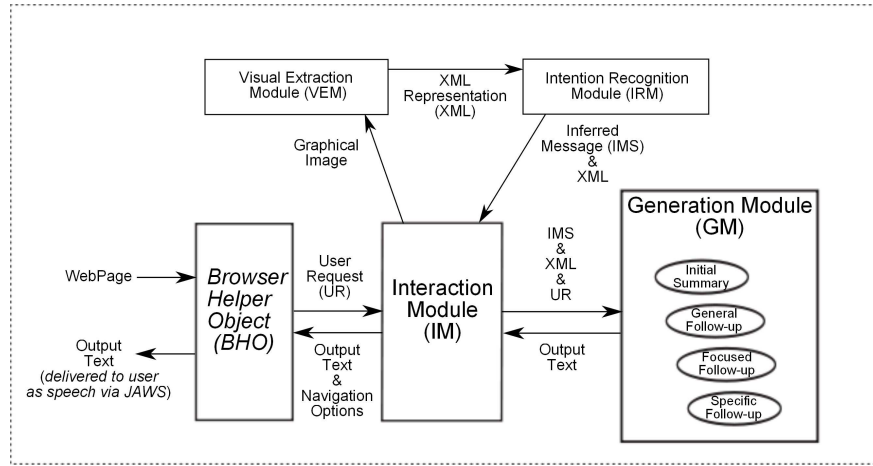 Visual Extraction
Module (VEM)
XML
Representation
(XML)
Intention Recognition
Module (IRM)
Graphical
Image
Inferred
Message (IMS)
&
XML
WebPage
Output
Text
(delivered to user
as speech via JAWS)
Browser
Helper
Object
(BHO)
User
Request
(UR)
Output
Text
&
Navigation
Options
Interaction
Module
(IM)
IMS
&
XML
&
UR
Output
Text
Generation Module
(GM)
Initial
Summary
General
Follow-up
Focused
Follow-up
Specific
Follow-up